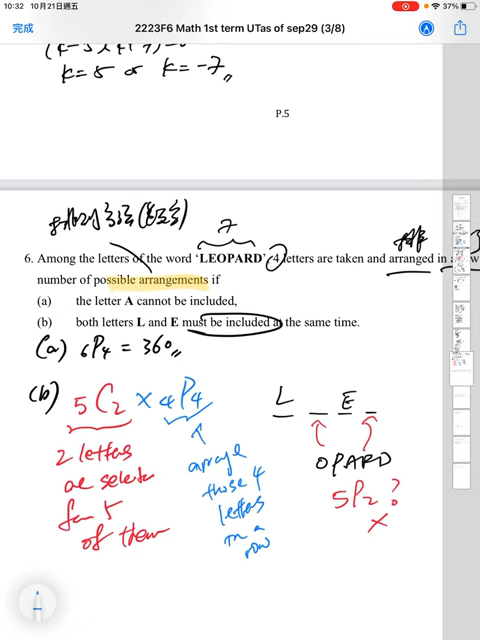 10:32 10月21日週五
37%
完成
2223F6 Math 1st term UTas of sep29 (3/8)
k=5 or k=-7
P.5
7
6. Among the letters of the word 'LEOPARD', 4 letters are taken and arranged in a
number of possible arrangements if
(a) the letter A cannot be included,
(b) both letters L and E must be included at the same time.
(a) 6P4 = 360
(b) 5C2 × 4P4
L _ E _
2 letters
are select
from 5
of them
arrange
those 4
letters
in a
row
OPARD
5P2?
×